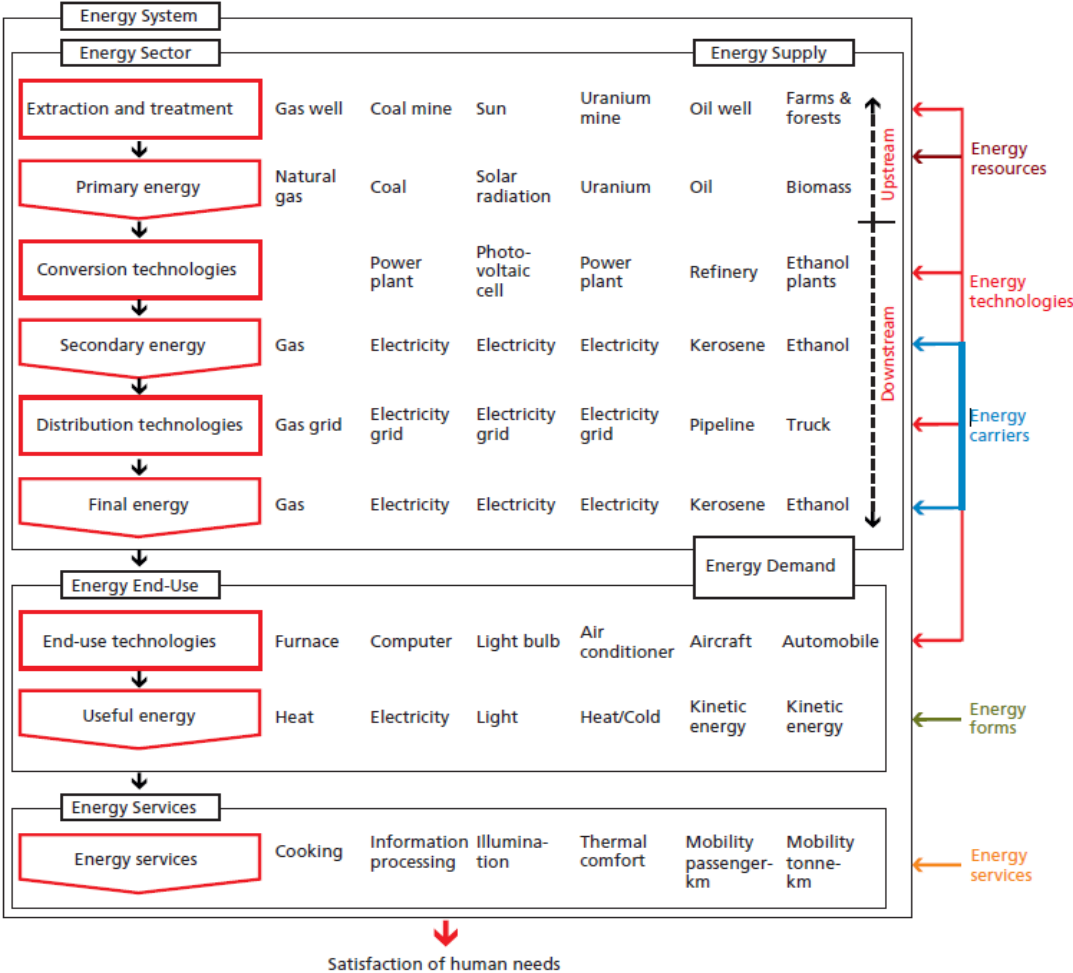 Energy System
Energy Sector
Energy Supply
Extraction and treatment
Gas well
Coal mine
Sun
Uranium
mine
Oil well
Farms &
forests
Primary energy
Natural
gas
Coal
Solar
radiation
Uranium
Oil
Biomass
Upstream
Conversion technologies
Power
plant
Photo-
voltaic
cell
Power
plant
Refinery
Ethanol
plants
Secondary energy
Gas
Electricity
Electricity
Electricity
Kerosene
Ethanol
Downstream
Distribution technologies
Gas grid
Electricity
grid
Electricity
grid
Electricity
grid
Pipeline
Truck
Final energy
Gas
Electricity
Electricity
Electricity
Kerosene
Ethanol
Energy Demand
Energy End-Use
End-use technologies
Furnace
Computer
Light bulb
Air
conditioner
Aircraft
Automobile
Useful energy
Heat
Electricity
Light
Heat/Cold
Kinetic
energy
Kinetic
energy
Energy Services
Energy services
Cooking
Information
processing
Illumina-
tion
Thermal
comfort
Mobility
passenger-
km
Mobility
tonne-
km
Energy
resources
Energy
technologies
Energy
carriers
Energy
forms
Energy
services
Satisfaction of human needs